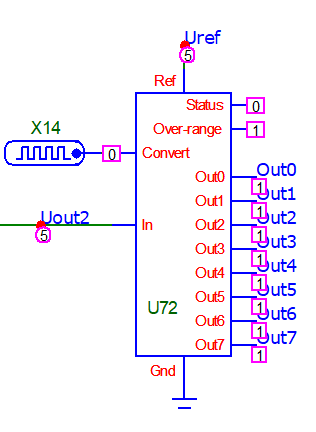 Uref
5
Ref
Status 0
X14
Over-range 1
0 Convert
Out0 Out0
1
Out1 Out1
1
Uout2 In Out2 Out2
5 1
Out3 Out3
1
Out4 Out4
1
Out5 Out5
1
U72 Out6 Out6
1
Out7 Out7
1
Gnd